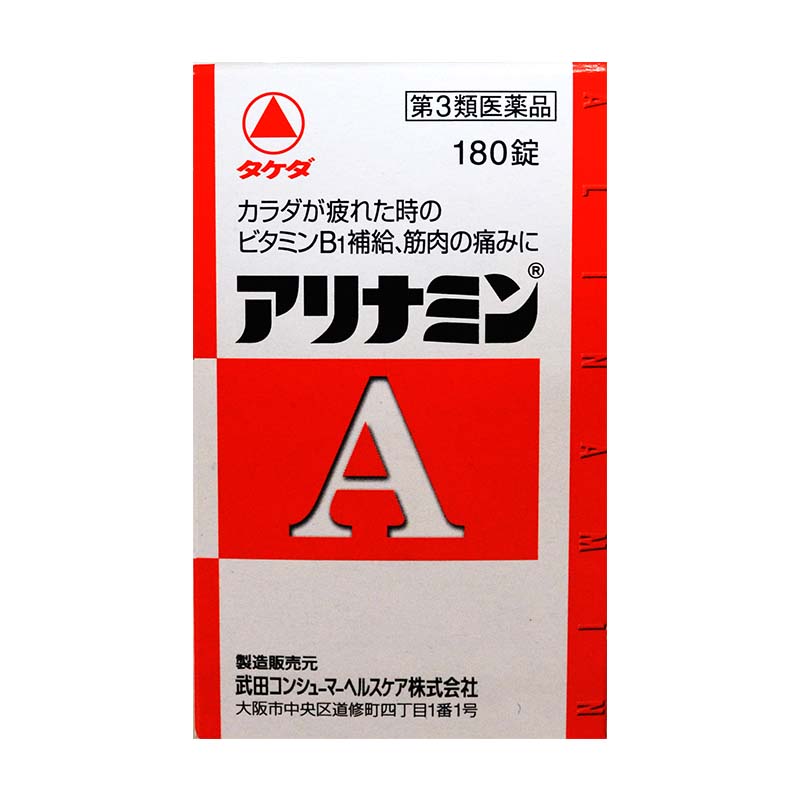 第3類医薬品
タケダ
180錠
カラダが疲れた時の
ビタミンB1補給、筋肉の痛みに
アリナミン®
A
ALINAMIN
製造販売元
武田コンシューマーヘルスケア株式会社
大阪市中央区道修町四丁目1番1号